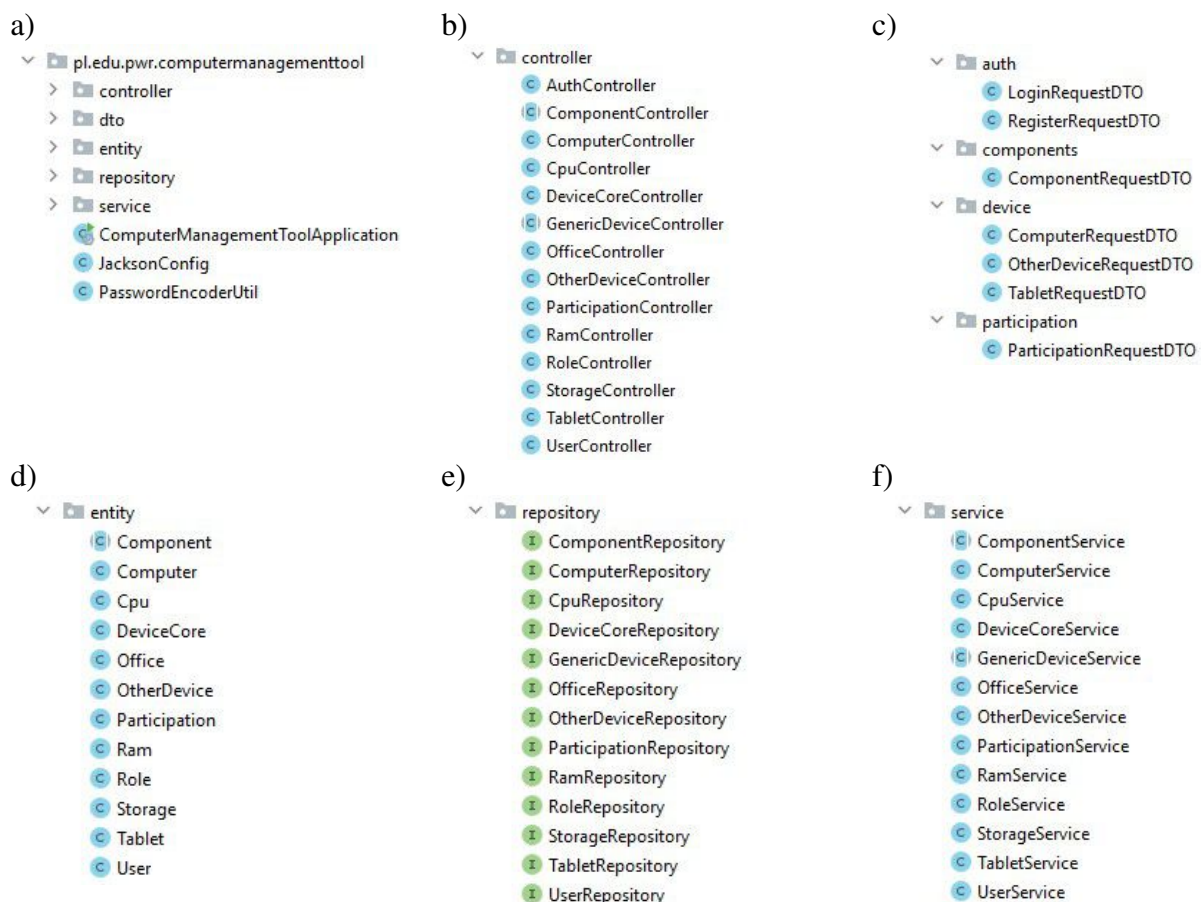 a)
pl.edu.pwr.computermanagementtool
controller
dto
entity
repository
service
ComputerManagementToolApplication
JacksonConfig
PasswordEncoderUtil
b)
controller
AuthController
ComponentController
ComputerController
CpuController
DeviceCoreController
GenericDeviceController
OfficeController
OtherDeviceController
ParticipationController
RamController
RoleController
StorageController
TabletController
UserController
c)
auth
LoginRequestDTO
RegisterRequestDTO
components
ComponentRequestDTO
device
ComputerRequestDTO
OtherDeviceRequestDTO
TabletRequestDTO
participation
ParticipationRequestDTO
d)
entity
Component
Computer
Cpu
DeviceCore
Office
OtherDevice
Participation
Ram
Role
Storage
Tablet
User
e)
repository
ComponentRepository
ComputerRepository
CpuRepository
DeviceCoreRepository
GenericDeviceRepository
OfficeRepository
OtherDeviceRepository
ParticipationRepository
RamRepository
RoleRepository
StorageRepository
TabletRepository
UserRepository
f)
service
ComponentService
ComputerService
CpuService
DeviceCoreService
GenericDeviceService
OfficeService
OtherDeviceService
ParticipationService
RamService
RoleService
StorageService
TabletService
UserService